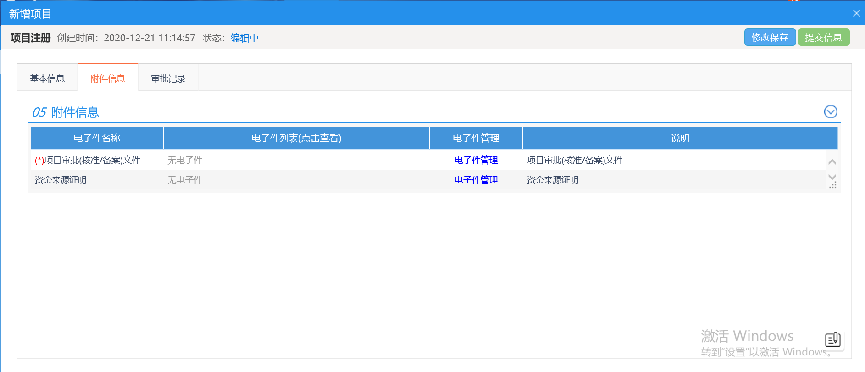 新增项目
项目注册 创建时间: 2020-12-21 11:14:57 状态: 编辑中 修改保存 提交信息
基本信息 附件信息 审批记录
05 附件信息
电子件名称 电子件列表(点击查看) 电子件管理 说明
(*)项目审批(核准/备案)文件 无电子件 电子件管理 项目审批(核准/备案)文件
资金来源证明 无电子件 电子件管理 资金来源证明
激活 Windows
转到"设置"以激活 Windows。